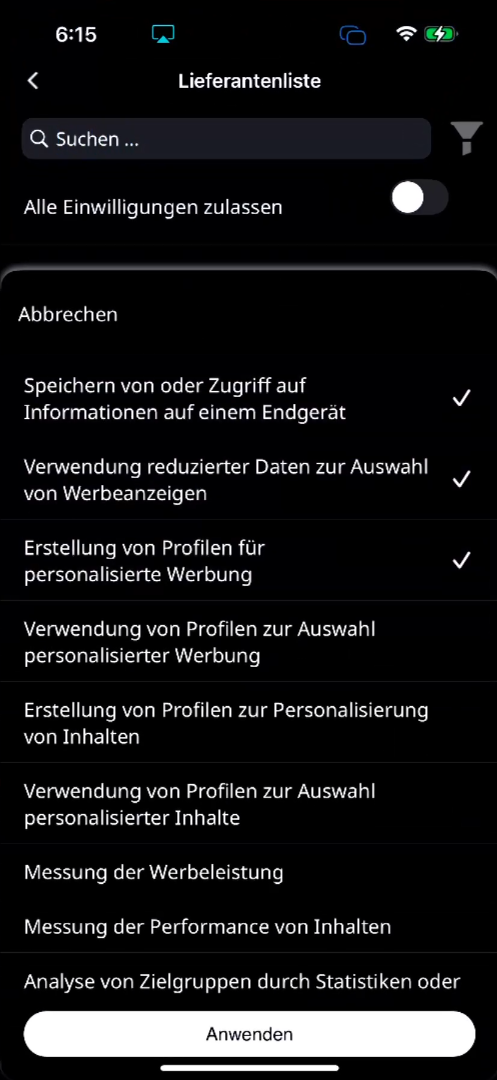 6:15
Lieferantenliste
Suchen ...
Alle Einwilligungen zulassen
Abbrechen
Speichern von oder Zugriff auf
Informationen auf einem Endgerät
Verwendung reduzierter Daten zur Auswahl
von Werbeanzeigen
Erstellung von Profilen für
personalisierte Werbung
Verwendung von Profilen zur Auswahl
personalisierter Werbung
Erstellung von Profilen zur Personalisierung
von Inhalten
Verwendung von Profilen zur Auswahl
personalisierter Inhalte
Messung der Werbeleistung
Messung der Performance von Inhalten
Analyse von Zielgruppen durch Statistiken oder
Anwenden